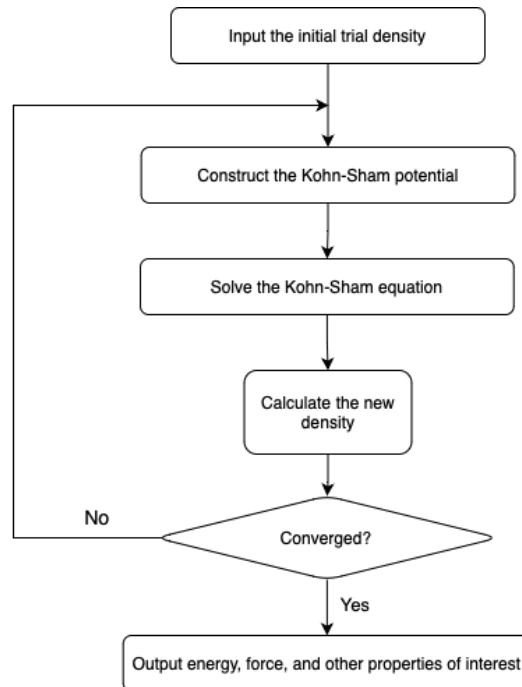 Input the initial trial density
Construct the Kohn-Sham potential
Solve the Kohn-Sham equation
Calculate the new
density
Converged?
No
Yes
Output energy, force, and other properties of interest